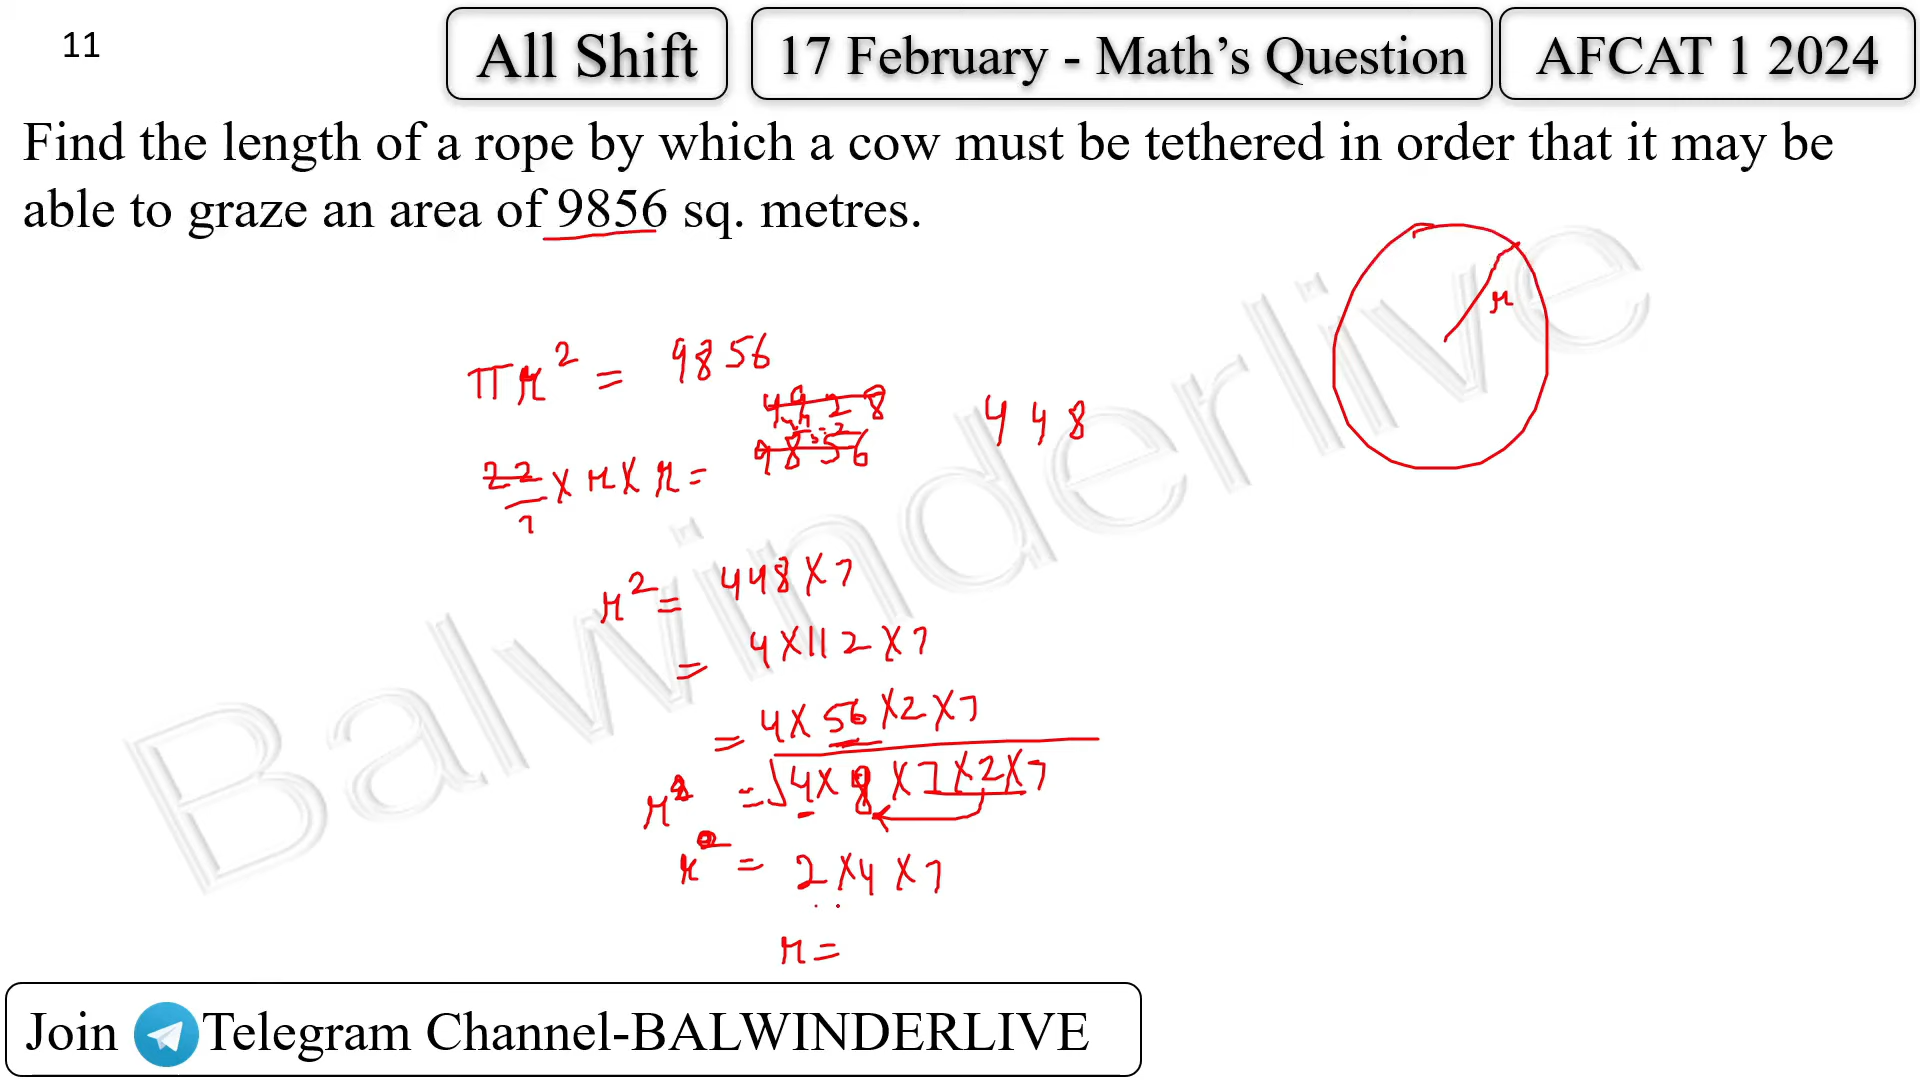 11
All Shift
17 February - Math’s Question
AFCAT 1 2024
Find the length of a rope by which a cow must be tethered in order that it may be
able to graze an area of 9856 sq. metres.
r
πr² = 9856
4928
448
22/7 × r × r = 9856
r² = 448 × 7
= 4 × 112 × 7
= 4 × 56 × 2 × 7
r = √4 × 8 × 7 × 2 × 7
r = 2 × 4 × 7
r =
Balwinderlive
Join Telegram Channel-BALWINDERLIVE